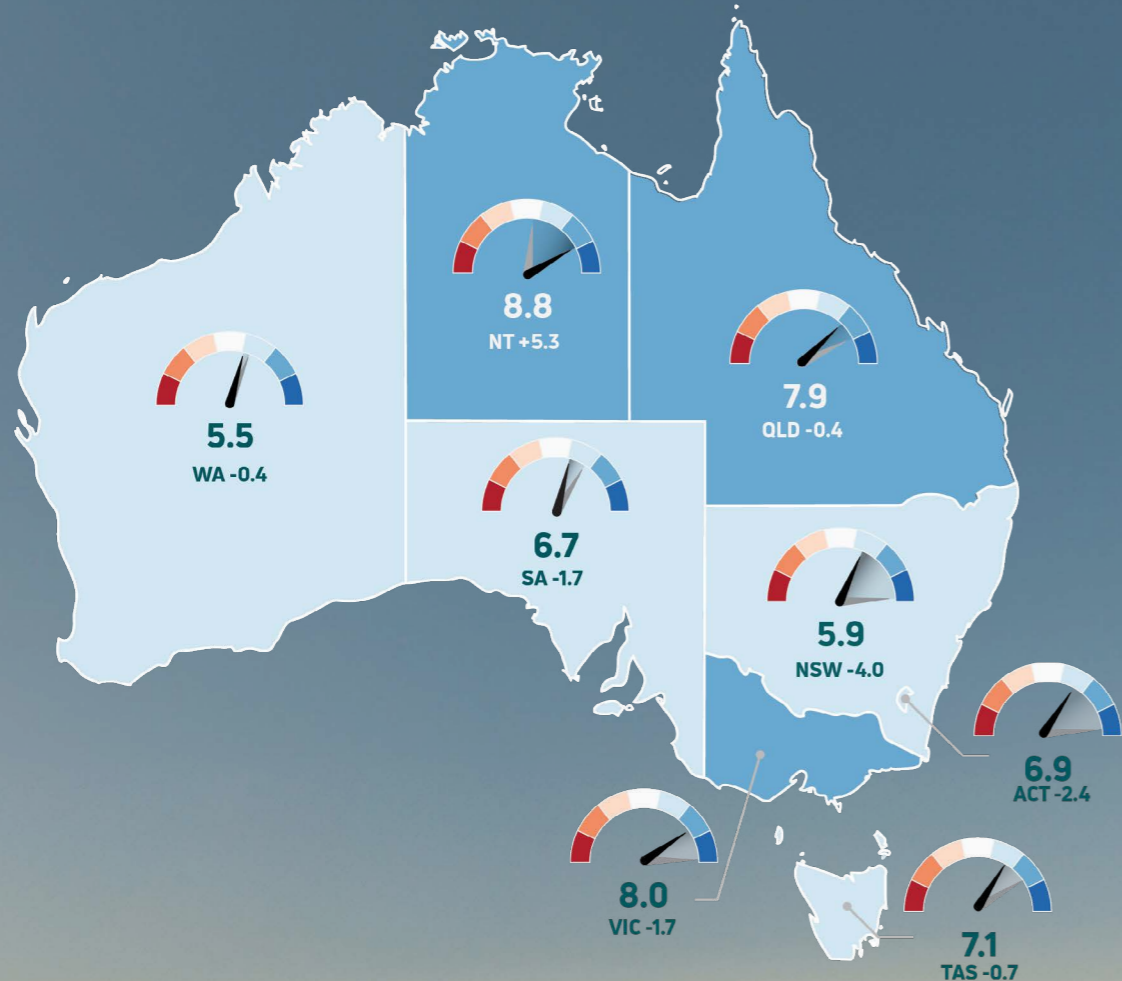 8.8
NT +5.3
7.9
QLD -0.4
5.5
WA -0.4
6.7
SA -1.7
5.9
NSW -4.0
6.9
ACT -2.4
8.0
VIC -1.7
7.1
TAS -0.7